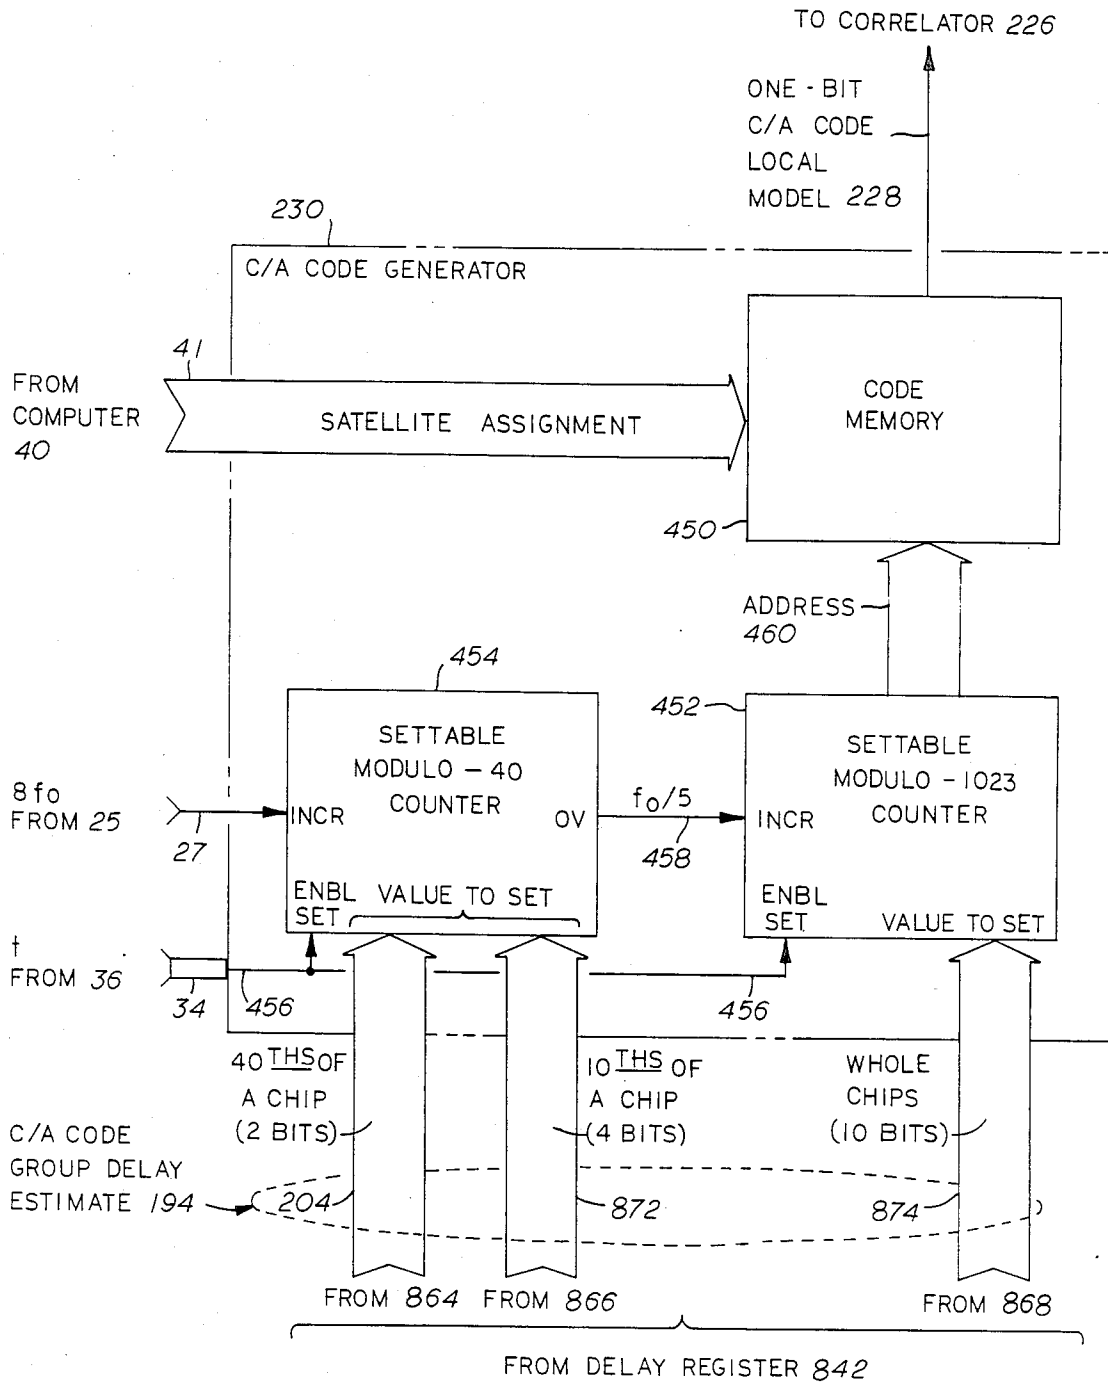 TO CORRELATOR 226
ONE-BIT
C/A CODE
LOCAL
MODEL 228
230
C/A CODE GENERATOR
41
FROM
COMPUTER
40
SATELLITE ASSIGNMENT
CODE
MEMORY
450
ADDRESS
460
454
452
SETTABLE
MODULO-40
COUNTER
SETTABLE
MODULO-1023
COUNTER
8fo
FROM 25
27
INCR
OV
fo/5
458
INCR
ENBL
SET
VALUE TO SET
ENBL
SET
VALUE TO SET
t
FROM 36
34
456
456
40 THS OF
A CHIP
(2 BITS)
10 THS OF
A CHIP
(4 BITS)
WHOLE
CHIPS
(10 BITS)
C/A CODE
GROUP DELAY
ESTIMATE 194
204
872
874
FROM 864
FROM 866
FROM 868
FROM DELAY REGISTER 842